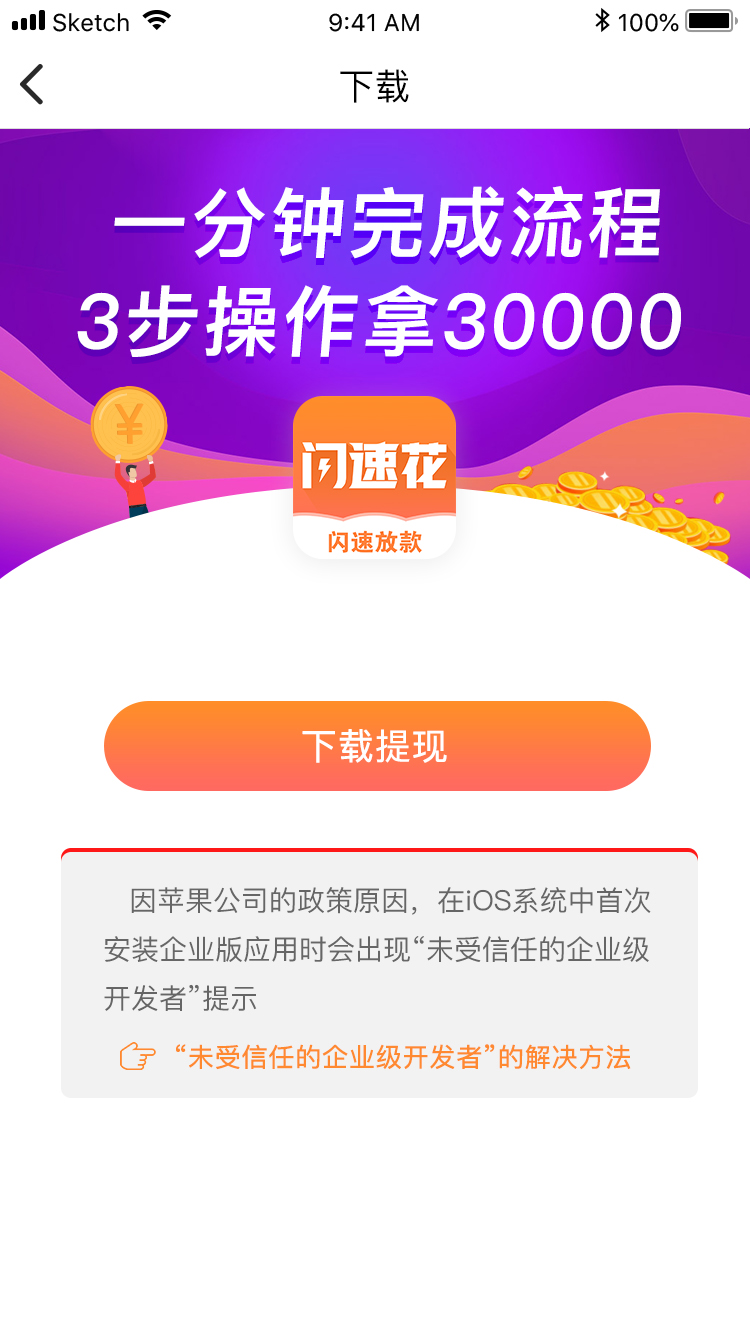 Sketch 9:41 AM 100%
下载
一分钟完成流程
3步操作拿30000
¥
闪速花
闪速放款
下载提现
因苹果公司的政策原因，在iOS系统中首次
安装企业版应用时会出现“未受信任的企业级
开发者”提示
“未受信任的企业级开发者”的解决方法